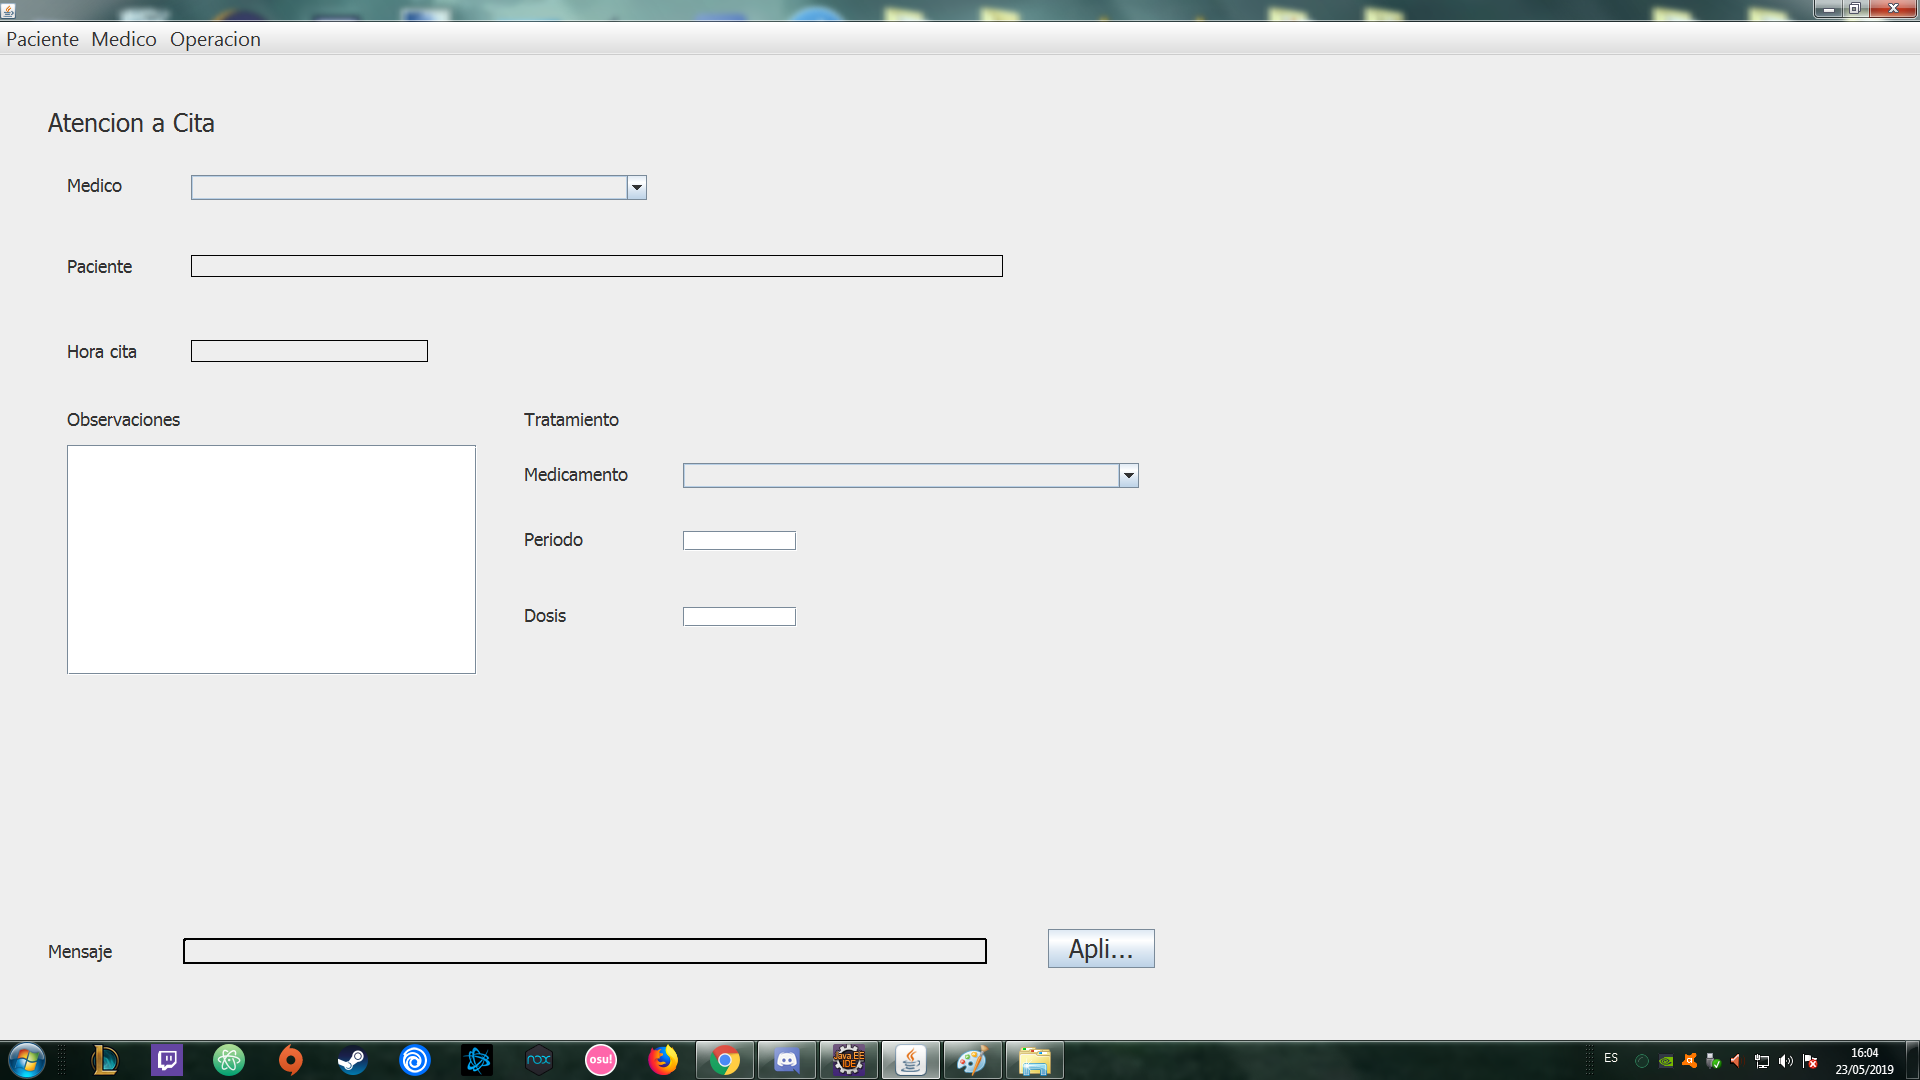 Paciente Medico Operacion
Atencion a Cita
Medico
Paciente
Hora cita
Observaciones
Tratamiento
Medicamento
Periodo
Dosis
Mensaje
Apli...
nox
osu!
Java EE
IDE
ES
16:04
23/05/2019